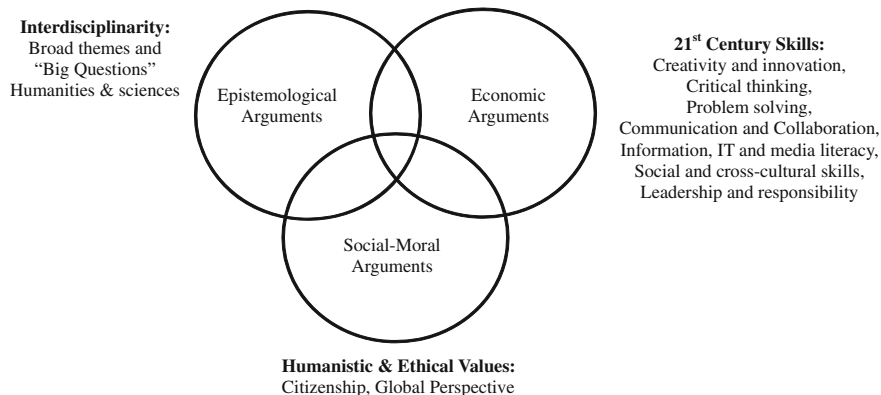 Interdisciplinarity:
Broad themes and
“Big Questions”
Humanities & sciences
Epistemological
Arguments
Economic
Arguments
21st Century Skills:
Creativity and innovation,
Critical thinking,
Problem solving,
Communication and Collaboration,
Information, IT and media literacy,
Social and cross-cultural skills,
Leadership and responsibility
Social-Moral
Arguments
Humanistic & Ethical Values:
Citizenship, Global Perspective